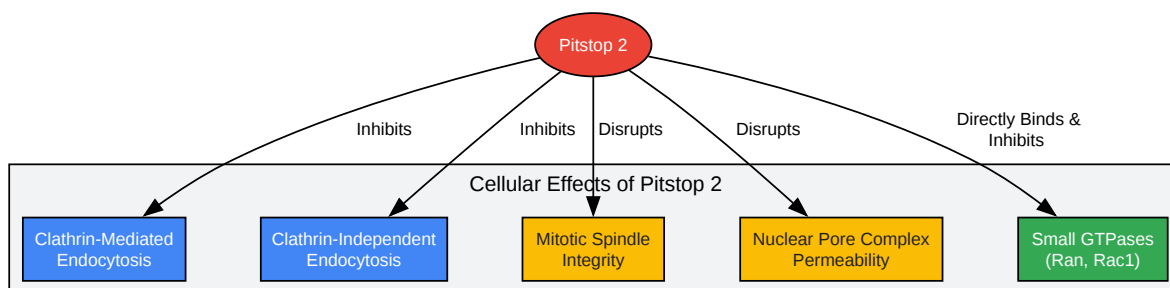 Pitstop 2
Inhibits
Inhibits
Disrupts
Disrupts
Directly Binds &
Inhibits
Cellular Effects of Pitstop 2
Clathrin-Mediated
Endocytosis
Clathrin-Independent
Endocytosis
Mitotic Spindle
Integrity
Nuclear Pore Complex
Permeability
Small GTPases
(Ran, Rac1)